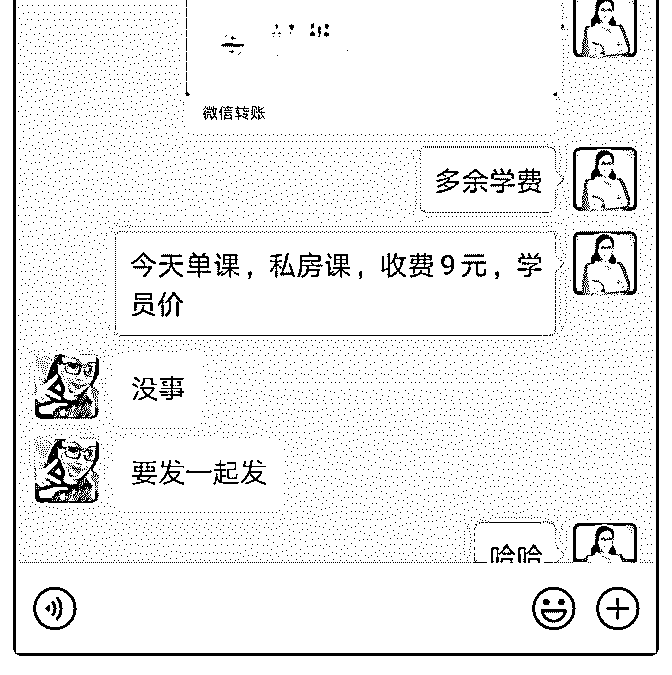 微信转账
多余学费
今天单课，私房课，收费9元，学
员价
没事
要发一起发
哈哈